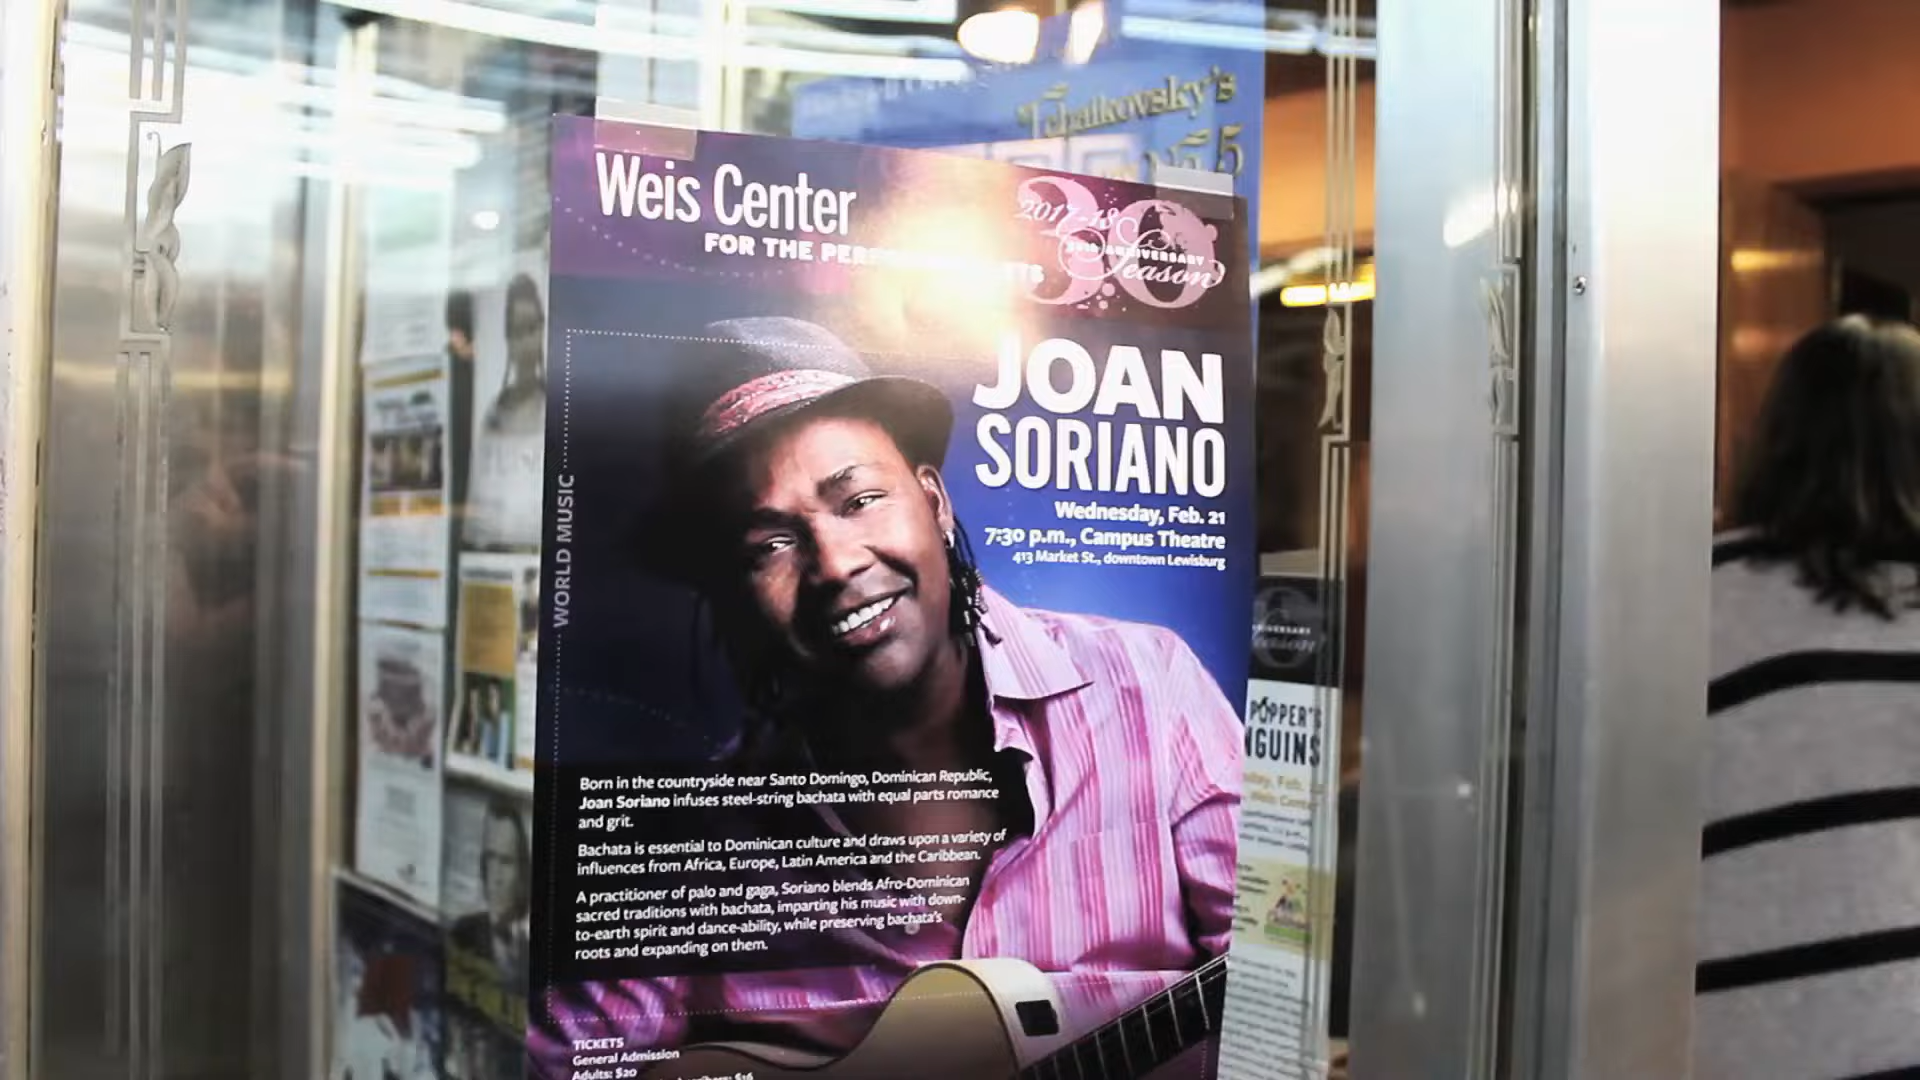 Tchaikovsky's
No 5
Weis Center
FOR THE
2017-18
30th ANNIVERSARY
Season
JOAN
SORIANO
Wednesday, Feb. 21
7:30 p.m., Campus Theatre
413 Market St., downtown Lewisburg
WORLD MUSIC
Born in the countryside near Santo Domingo, Dominican Republic,
Joan Soriano infuses steel-string bachata with equal parts romance
and grit.
Bachata is essential to Dominican culture and draws upon a variety of
influences from Africa, Europe, Latin America and the Caribbean.
A practitioner of palo and gaga, Soriano blends Afro-Dominican
sacred traditions with bachata, imparting his music with down-
to-earth spirit and dance-ability, while preserving bachata's
roots and expanding on them.
TICKETS
General Admission
Adults: $20
$16
POPPER'S
NGUINS